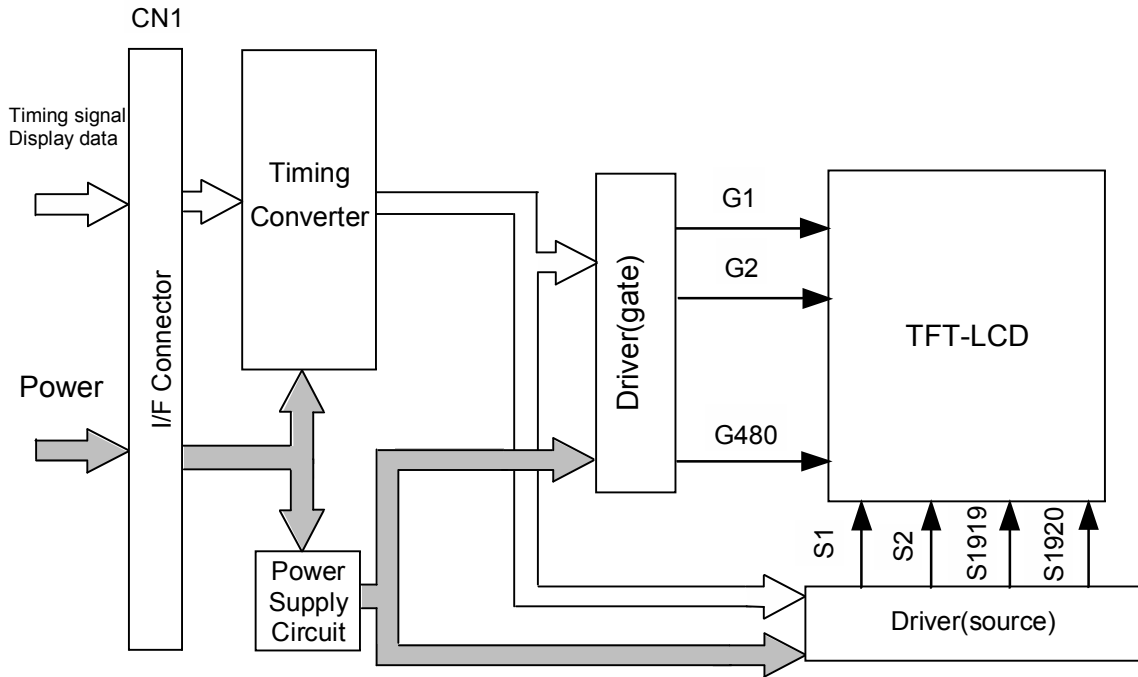 CN1
Timing signal
Display data
Power
I/F Connector
Timing
Converter
Power
Supply
Circuit
Driver(gate)
G1
G2
G480
TFT-LCD
S1
S2
S1919
S1920
Driver(source)